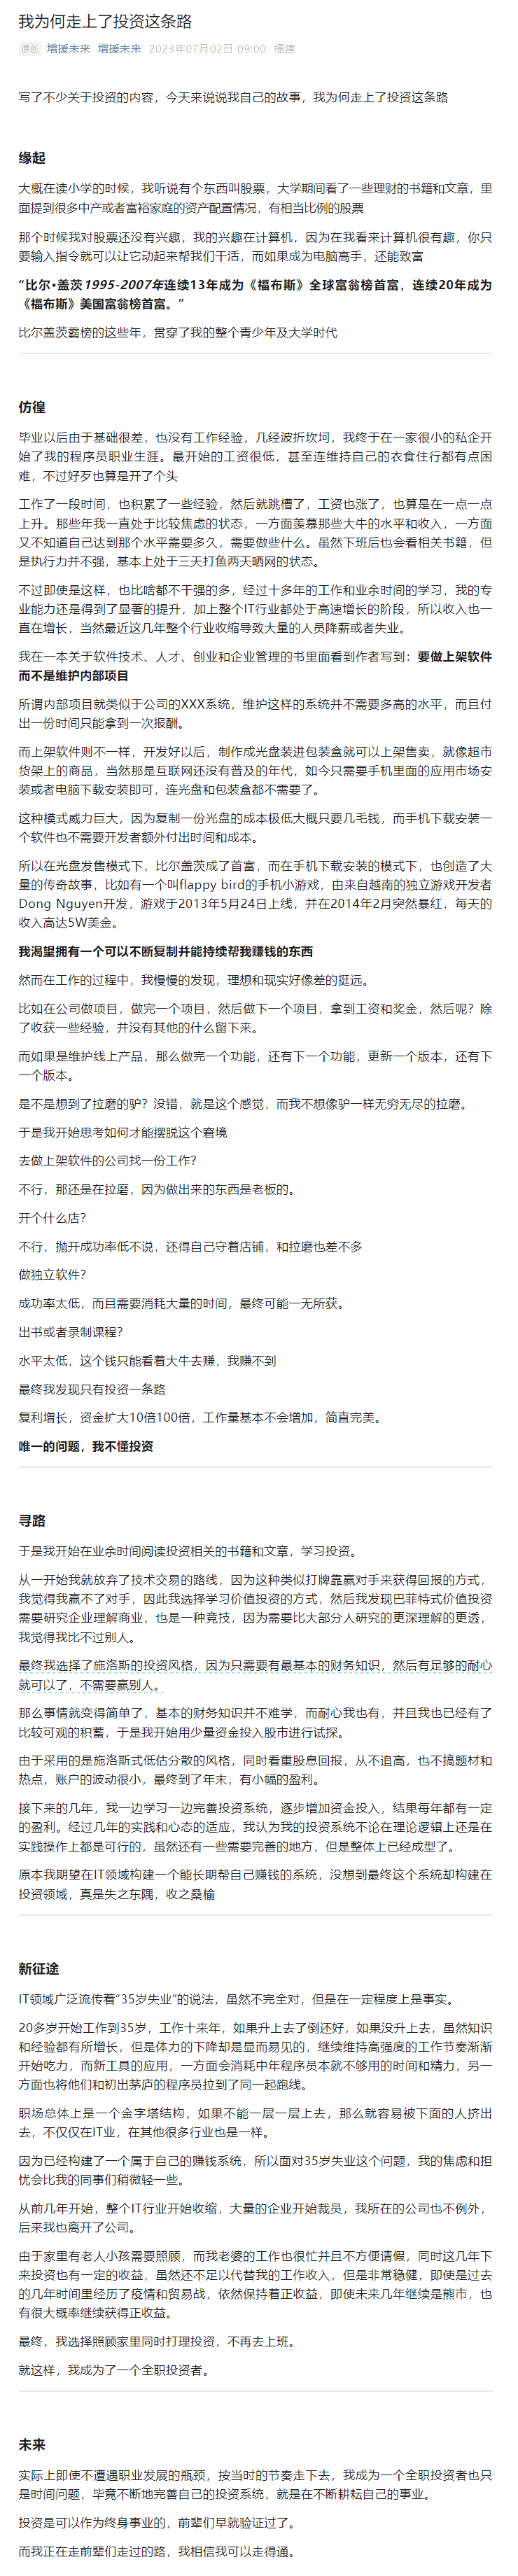 我为何走上了投资这条路
原创 增援未来 增援未来 2023年07月02日 09:00 福建
写了不少关于投资的内容，今天来说说我自己的故事，我为何走上了投资这条路
缘起
大概在读小学的时候，我听说有个东西叫股票，大学期间看了一些理财的书籍和文章，里
面提到很多中产或者富裕家庭的资产配置情况，有相当比例的股票
那个时候我对股票还没有兴趣，我的兴趣在计算机，因为在我看来计算机很有趣，你只
要输入指令就可以让它动起来帮我们干活，而如果成为电脑高手，还能致富
“比尔·盖茨1995-2007年连续13年成为《福布斯》全球富翁榜首富，连续20年成为
《福布斯》美国富翁榜首富。”
比尔盖茨霸榜的这些年，贯穿了我的整个青少年及大学时代
仿徨
毕业以后由于基础很差，也没有工作经验，几经波折坎坷，我终于在一家很小的私企开
始了我的程序员职业生涯。最开始的工资很低，甚至连维持自己的衣食住行都有点困
难，不过好歹也算是开了个头
工作了一段时间，也积累了一些经验，然后就跳槽了，工资也涨了，也算是在一点一点
上升。那些年我一直处于比较焦虑的状态，一方面羡慕那些大牛的水平和收入，一方面
又不知道自己达到那个水平需要多久，需要做些什么。虽然下班后也会看相关书籍，但
是执行力并不强，基本上处于三天打鱼两天晒网的状态。
不过即使是这样，也比啥都不干强的多，经过十多年的工作和业余时间的学习，我的专
业能力还是得到了显著的提升，加上整个IT行业都处于高速增长的阶段，所以收入也一
直在增长，当然最近这几年整个行业收缩导致大量的人员降薪或者失业。
我在一本关于软件技术、人才、创业和企业管理的书里面看到作者写到：要做上架软件
而不是维护内部项目
所谓内部项目就类似于公司的XXX系统，维护这样的系统并不需要多高的水平，而且付
出一份时间只能拿到一次报酬。
而上架软件则不一样，开发好以后，制作成光盘装进包装盒就可以上架售卖，就像超市
货架上的商品，当然那是互联网还没有普及的年代，如今只需要手机里面的应用市场安
装或者电脑下载安装即可，连光盘和包装盒都不需要了。
这种模式威力巨大，因为复制一份光盘的成本极低大概只要几毛钱，而手机下载安装一
个软件也不需要开发者额外付出时间和成本。
所以在光盘发售模式下，比尔盖茨成了首富，而在手机下载安装的模式下，也创造了大
量的传奇故事，比如有一个叫flappy bird的手机小游戏，由来自越南的独立游戏开发者
Dong Nguyen开发，游戏于2013年5月24日上线，并在2014年2月突然暴红，每天的
收入高达5W美金。
我渴望拥有一个可以不断复制并能持续帮我赚钱的东西
然而在工作的过程中，我慢慢的发现，理想和现实好像差的挺远。
比如在公司做项目，做完一个项目，然后做下一个项目，拿到工资和奖金，然后呢？除
了收获一些经验，并没有其他的什么留下来。
而如果是维护线上产品，那么做完一个功能，还有下一个功能，更新一个版本，还有下
一个版本。
是不是想到了拉磨的驴？没错，就是这个感觉，而我不想像驴一样无穷无尽的拉磨。
于是我开始思考如何才能摆脱这个窘境
去做上架软件的公司找一份工作？
不行，那还是在拉磨，因为做出来的东西是老板的。
开个什么店？
不行，抛开成功率低不说，还得自己守着店铺，和拉磨也差不多
做独立软件？
成功率太低，而且需要消耗大量的时间，最终可能一无所获。
出书或者录制课程？
水平太低，这个钱只能看着大牛去赚，我赚不到
最终我发现只有投资一条路
复利增长，资金扩大10倍100倍，工作量基本不会增加，简直完美。
唯一的问题，我不懂投资
寻路
于是我开始在业余时间阅读投资相关的书籍和文章，学习投资。
从一开始我就放弃了技术交易的路线，因为这种类似打牌靠赢对手来获得回报的方式，
我觉得我赢不了对手，因此我选择学习价值投资的方式，然后我发现巴菲特式价值投资
需要研究企业理解商业，也是一种竞技，因为需要比大部分人研究的更深理解的更透，
我觉得我比不过别人。
最终我选择了施洛斯的投资风格，因为只需要有最基本的财务知识，然后有足够的耐心
就可以了，不需要赢别人。
那么事情就变得简单了，基本的财务知识并不难学，而耐心我也有，并且我也已经有了
比较可观的积蓄，于是我开始用少量资金投入股市进行试探。
由于采用的是施洛斯式低估分散的风格，同时看重股息回报，从不追高，也不搞题材和
热点，账户的波动很小，最终到了年末，有小幅的盈利。
接下来的几年，我一边学习一边完善投资系统，逐步增加资金投入，结果每年都有一定
的盈利。经过几年的实践和心态的适应，我认为我的投资系统不论在理论逻辑上还是在
实践操作上都是可行的，虽然还有一些需要完善的地方，但是整体上已经成型了。
原本我期望在IT领域构建一个能长期帮自己赚钱的系统，没想到最终这个系统却构建在
投资领域，真是失之东隅，收之桑榆
新征途
IT领域广泛流传着“35岁失业”的说法，虽然不完全对，但是在一定程度上是事实。
20多岁开始工作到35岁，工作十来年，如果升上去了倒还好，如果没升上去，虽然知识
和经验都有所增长，但是体力的下降却是显而易见的，继续维持高强度的工作节奏渐渐
开始吃力，而新工具的应用，一方面会消耗中年程序员本就不够用的时间和精力，另一
方面也将他们和初出茅庐的程序员拉到了同一起跑线。
职场总体上是一个金字塔结构，如果不能一层一层上去，那么就容易被下面的人挤出
去，不仅仅在IT业，在其他很多行业也是一样。
因为已经构建了一个属于自己的赚钱系统，所以面对35岁失业这个问题，我的焦虑和担
忧会比我的同事们稍微轻一些。
从前几年开始，整个IT行业开始收缩，大量的企业开始裁员，我所在的公司也不例外，
后来我也离开了公司。
由于家里有老人小孩需要照顾，而我老婆的工作也很忙并且不方便请假，同时这几年下
来投资也有一定的收益，虽然还不足以代替我的工作收入，但是非常稳健，即使是过去
的几年时间里经历了疫情和贸易战，依然保持着正收益，即使未来几年继续是熊市，也
有很大概率继续获得正收益。
最终，我选择照顾家里同时打理投资，不再去上班。
就这样，我成为了一个全职投资者。
未来
实际上即使不遭遇职业发展的瓶颈，按当时的节奏走下去，我成为一个全职投资者也只
是时间问题，毕竟不断地完善自己的投资系统，就是在不断耕耘自己的事业。
投资是可以作为终身事业的，前辈们早就验证过了。
而我正在走前辈们走过的路，我相信我可以走得通。